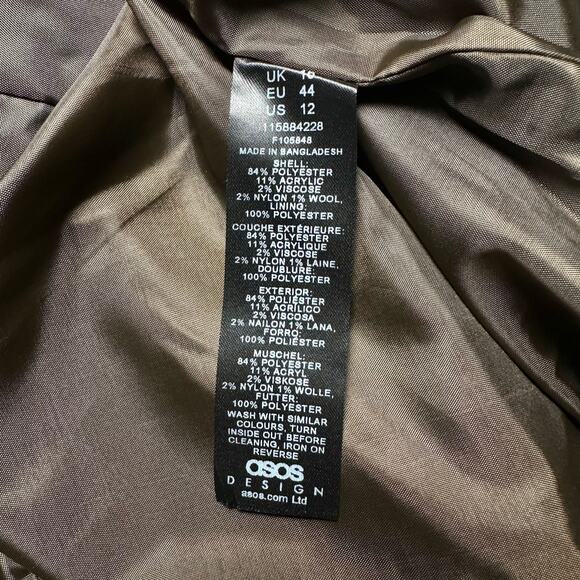 UK 16
EU 44
US 12
115884228
F105848
MADE IN BANGLADESH
SHELL:
84% POLYESTER
11% ACRYLIC
2% VISCOSE
2% NYLON 1% WOOL,
LINING:
100% POLYESTER
COUCHE EXTÉRIEURE:
84% POLYESTER
11% ACRYLIQUE
2% VISCOSE
2% NYLON 1% LAINE,
DOUBLURE:
100% POLYESTER
EXTERIOR:
84% POLIÉSTER
11% ACRÍLICO
2% VISCOSA
2% NAILON 1% LANA,
FORRO:
100% POLIÉSTER
MUSCHEL:
84% POLYESTER
11% ACRYL
2% VISKOSE
2% NYLON 1% WOLLE,
FUTTER:
100% POLYESTER
WASH WITH SIMILAR
COLOURS, TURN
INSIDE OUT BEFORE
CLEANING, IRON ON
REVERSE
asos
DESIGN
asos.com Ltd